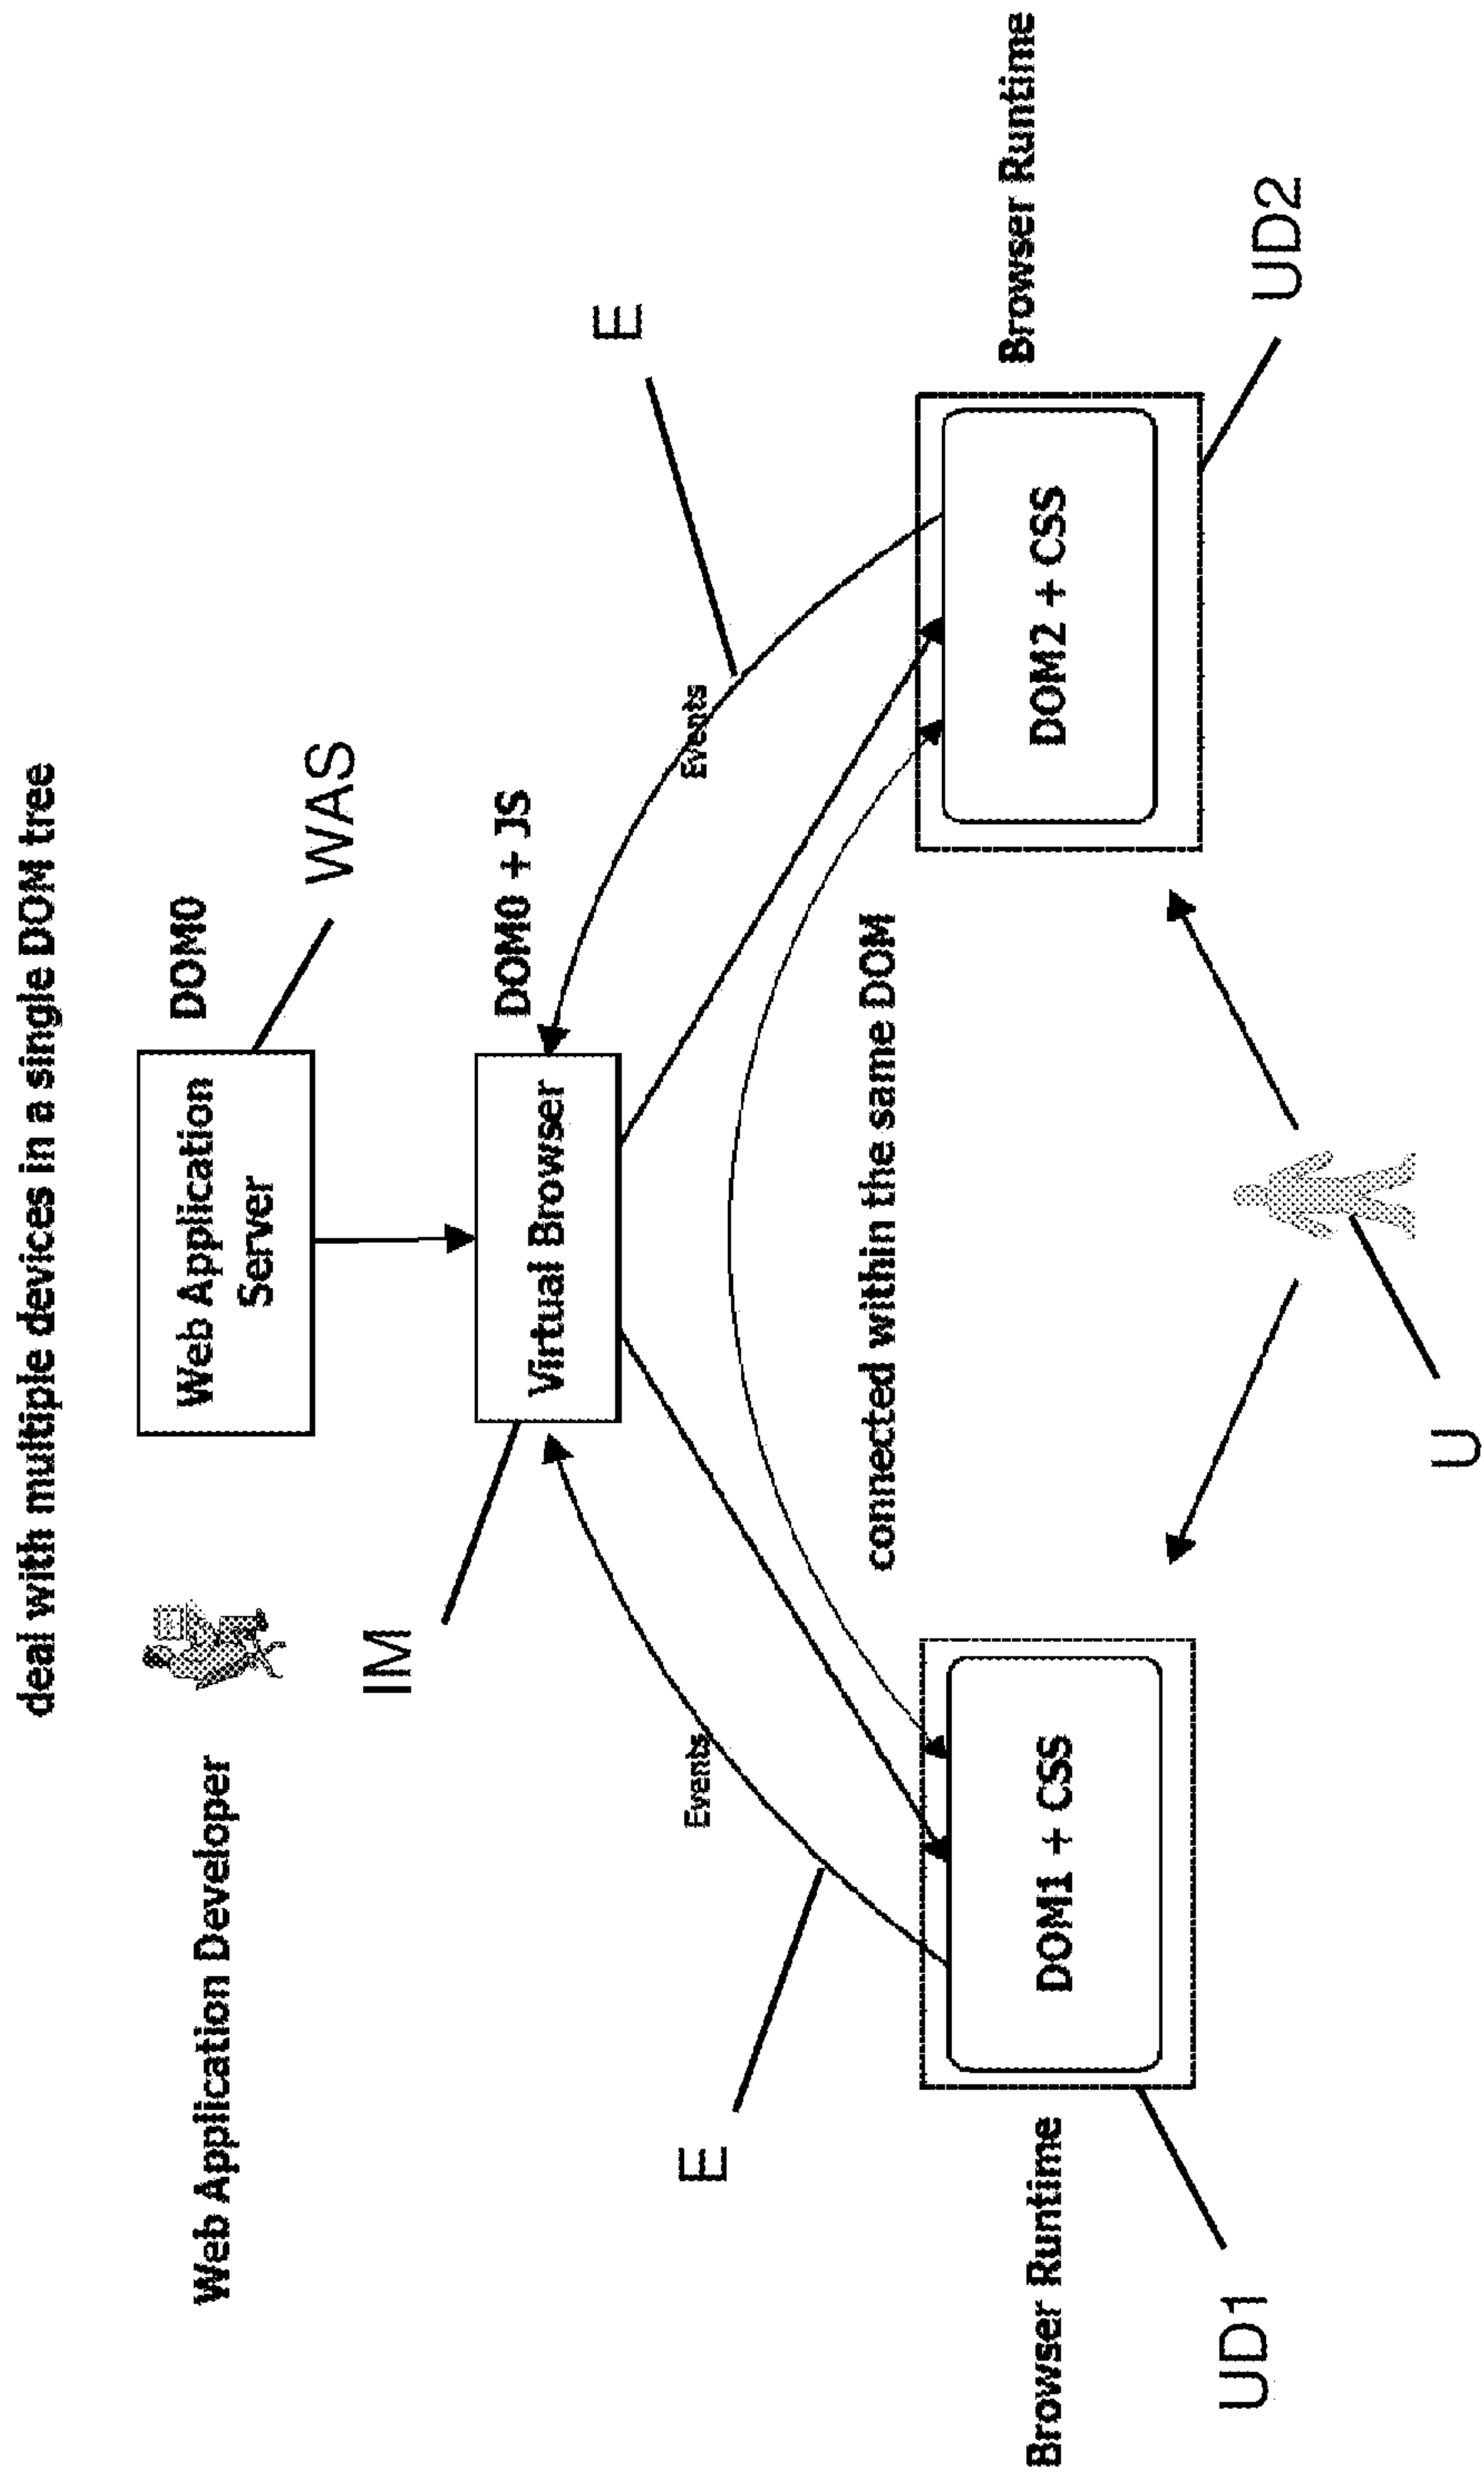 deal with multiple devices in a single DOM tree
Web Application Developer
Web Application
Server
DOM0
WAS
IM
Virtual Browser
DOM0 + JS
E
Events
Events
E
connected within the same DOM
Browser Runtime
DOM1 + CSS
DOM2 + CSS
Browser Runtime
UD1
UD2
U